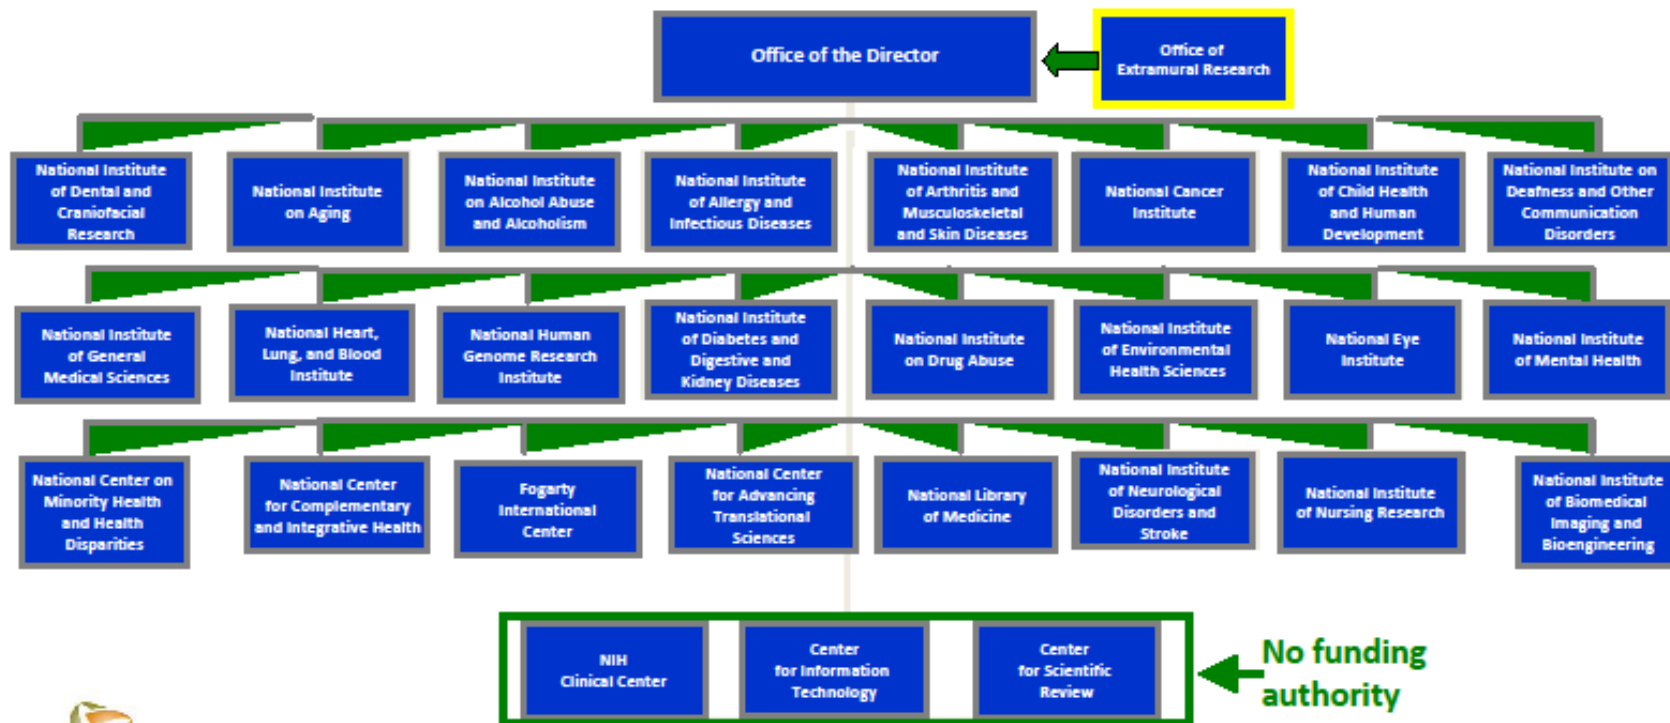 Office of the Director
Office of
Extramural Research
National Institute
of Dental and
Craniofacial
Research
National Institute
on Aging
National Institute
on Alcohol Abuse
and Alcoholism
National Institute
of Allergy and
Infectious Diseases
National Institute
of Arthritis and
Musculoskeletal
and Skin Diseases
National Cancer
Institute
National Institute
of Child Health
and Human
Development
National Institute on
Deafness and Other
Communication
Disorders
National Institute
of General
Medical Sciences
National Heart,
Lung, and Blood
Institute
National Human
Genome Research
Institute
National Institute
of Diabetes and
Digestive and
Kidney Diseases
National Institute
on Drug Abuse
National Institute
of Environmental
Health Sciences
National Eye
Institute
National Institute
of Mental Health
National Center on
Minority Health
and Health
Disparities
National Center
for Complementary
and Integrative Health
Fogarty
International
Center
National Center
for Advancing
Translational
Sciences
National Library
of Medicine
National Institute
of Neurological
Disorders and
Stroke
National Institute
of Nursing Research
National Institute
of Biomedical
Imaging and
Bioengineering
NIH
Clinical Center
Center
for Information
Technology
Center
for Scientific
Review
No funding
authority